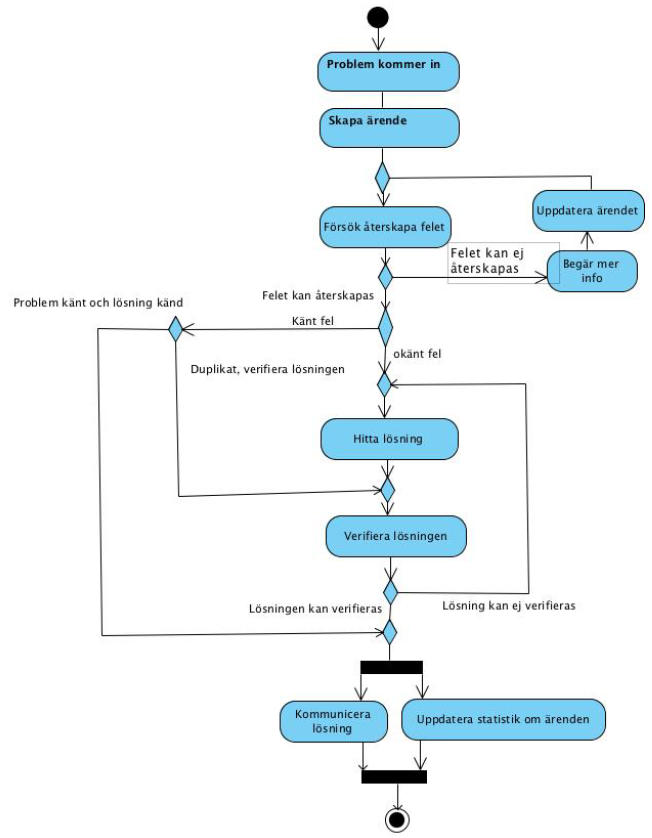 Problem kommer in
Skapa ärende
Uppdatera ärendet
Försök återskapa felet
Felet kan ej
återskapas
Begär mer
info
Felet kan återskapas
Problem känt och lösning känd
Känt fel
okänt fel
Duplikat, verifiera lösningen
Hitta lösning
Verifiera lösningen
Lösningen kan verifieras
Lösning kan ej verifieras
Kommunicera
lösning
Uppdatera statistik om ärenden